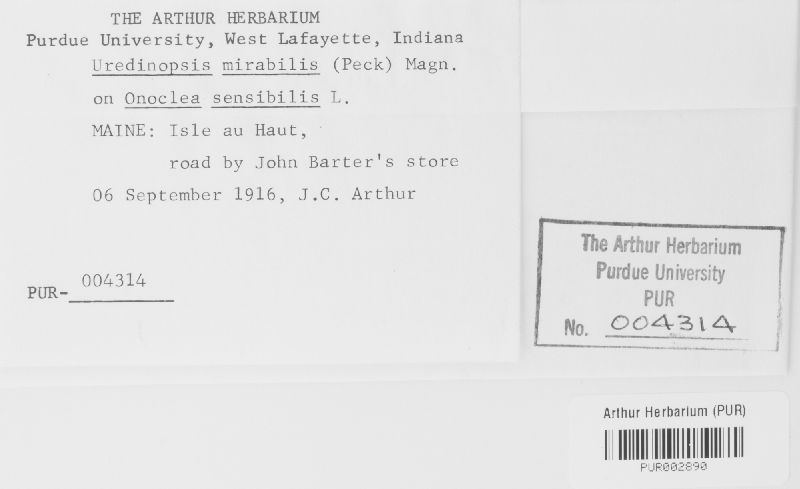 THE ARTHUR HERBARIUM
Purdue University, West Lafayette, Indiana
Uredinopsis mirabilis (Peck) Magn.
on Onoclea sensibilis L.
MAINE: Isle au Haut,
road by John Barter's store
06 September 1916, J.C. Arthur
PUR- 004314
The Arthur Herbarium
Purdue University
PUR
No. 004314
Arthur Herbarium (PUR)
PUR002890